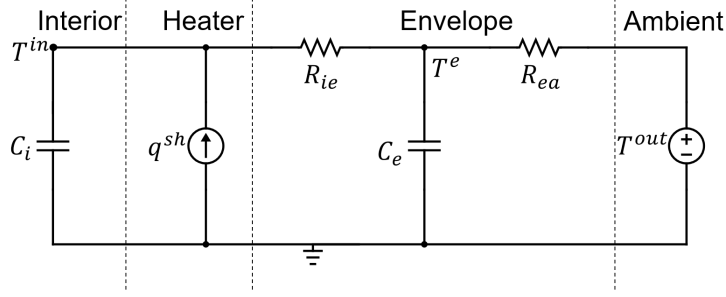 Interior Heater Envelope Ambient
T^in
R_ie
T^e
R_ea
C_i
q^sh
C_e
T^out
+
−